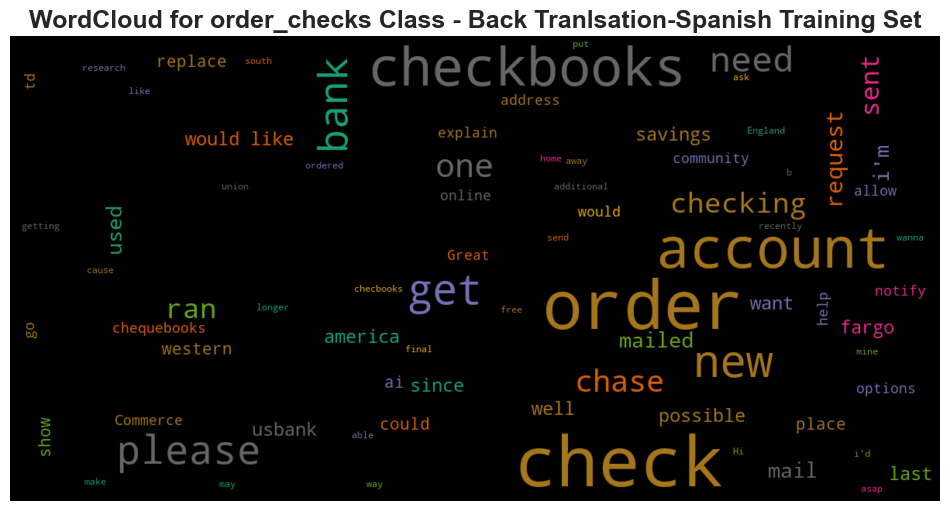 WordCloud for order_checks Class - Back Tranlsation-Spanish Training Set
put
checkbooks
need
south
replace
research
td
like
bank
ask
sent
address
would like
explain
savings
England
request
i'm
ordered
one
home
away
community
b
union
online
additional
allow
used
would
checking
getting
recently
Great
send
account
wanna
cause
get
checbooks
order
want
help
notify
ran
longer
free
go
chequebooks
america
mailed
fargo
western
final
new
mine
ai
since
chase
options
Commerce
well
possible
place
show
usbank
able
could
please
check
Hi
i'd
mail
last
make
may
way
asap